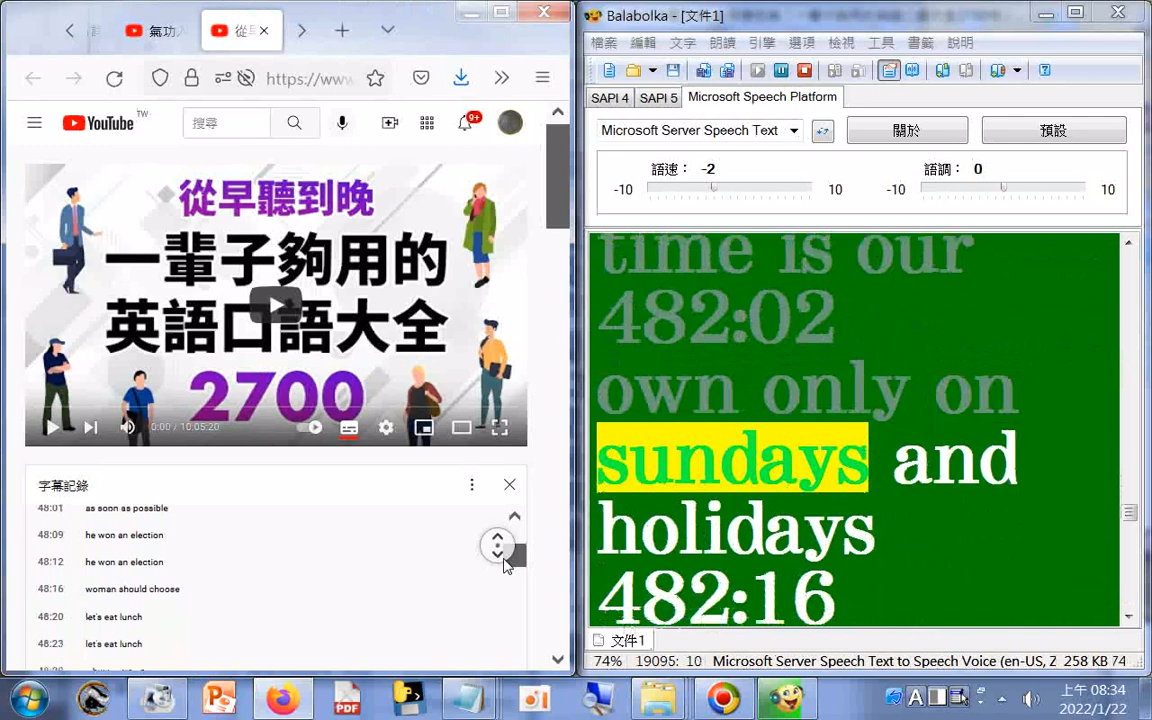 氣功
從
https://www
YouTube TW
搜尋
9+
從早聽到晚
一輩子夠用的
英語口語大全
2700
0:00 / 10:05:20
字幕記錄
48:01 as soon as possible
48:09 he won an election
48:12 he won an election
48:16 woman should choose
48:20 let's eat lunch
48:23 let's eat lunch
Balabolka - [文件1]
檔案 編輯 文字 朗讀 引擎 選項 檢視 工具 書籤 說明
SAPI 4 SAPI 5 Microsoft Speech Platform
Microsoft Server Speech Text
關於
預設
語速： -2
語調： 0
-10 10 -10 10
time is our
482:02
own only on
sundays and
holidays
482:16
文件1
74% 19095: 10 Microsoft Server Speech Text to Speech Voice (en-US, Z 258 KB 74
PDF
A
上午 08:34
2022/1/22